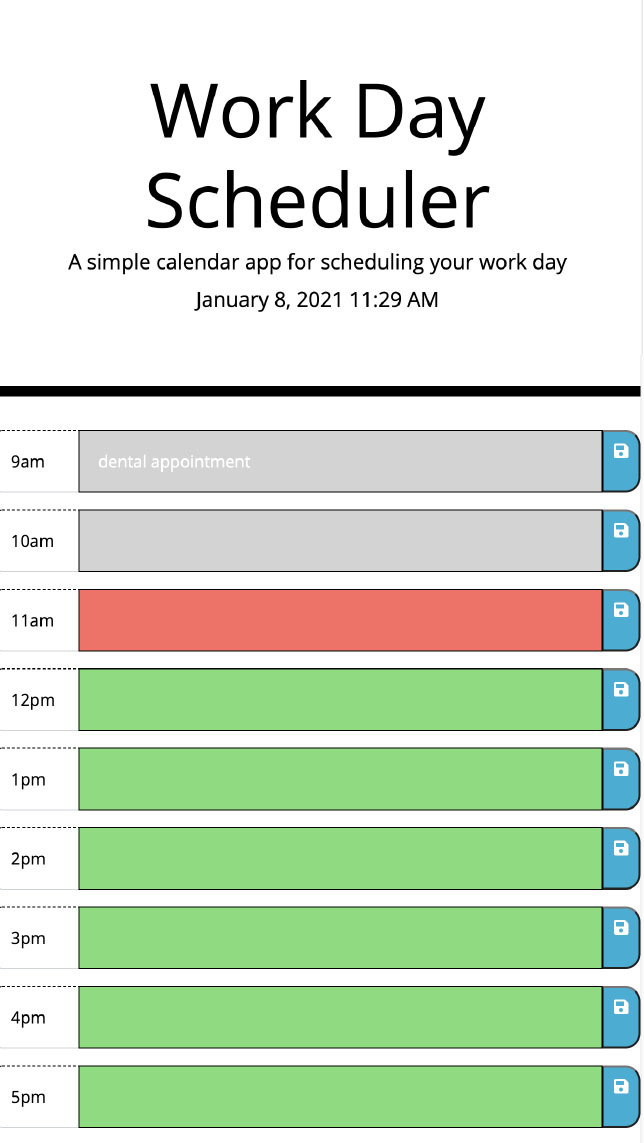 Work Day
Scheduler
A simple calendar app for scheduling your work day
January 8, 2021 11:29 AM
9am
dental appointment
10am
11am
12pm
1pm
2pm
3pm
4pm
5pm